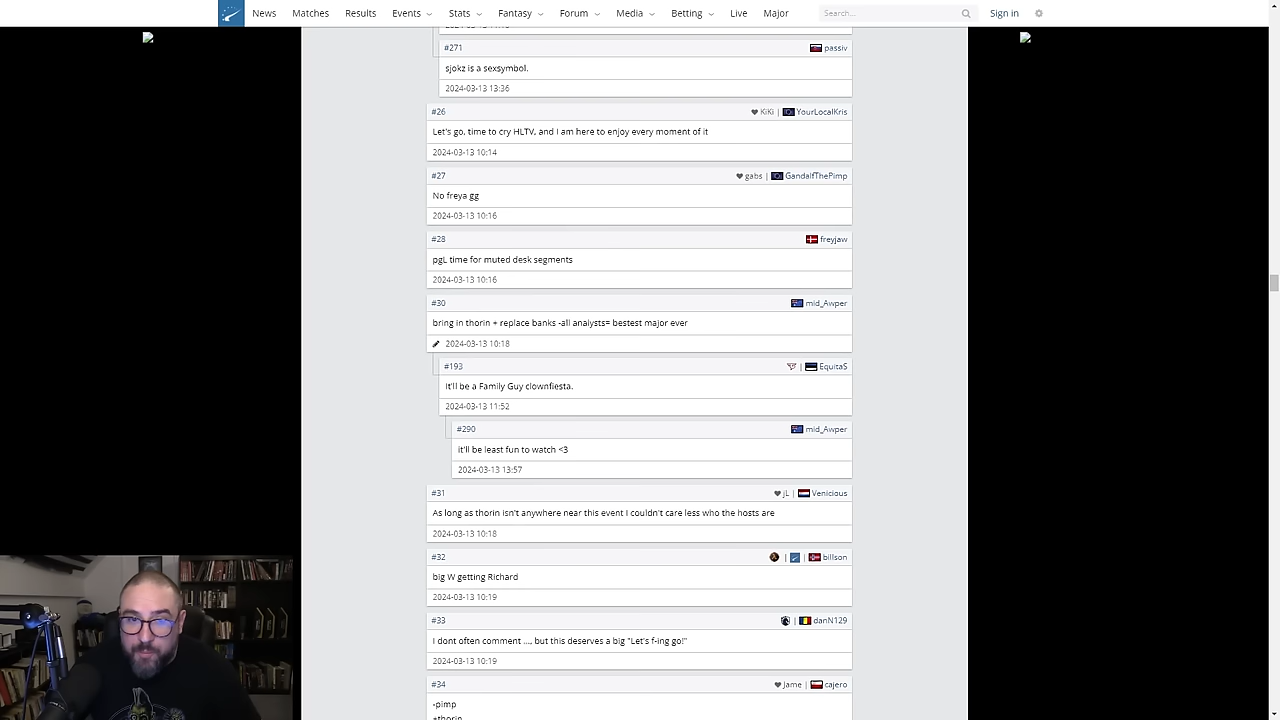 News Matches Results Events Stats Fantasy Forum Media Betting Live Major Search... Sign in
#271 passiv
sjokz is a sexsymbol.
2024-03-13 13:36
#26 KiKi | YourLocalKris
Let's go, time to cry HLTV, and I am here to enjoy every moment of it
2024-03-13 10:14
#27 gabs | GandalfThePimp
No freya gg
2024-03-13 10:16
#28 freyjaw
pgL time for muted desk segments
2024-03-13 10:16
#30 mid_Awper
bring in thorin + replace banks -all analysts= bestest major ever
2024-03-13 10:18
#193 | EquitaS
it'll be a Family Guy clownfiesta.
2024-03-13 11:52
#290 mid_Awper
it'll be least fun to watch <3
2024-03-13 13:57
#31 jL | Venicious
As long as thorin isn't anywhere near this event I couldn't care less who the hosts are
2024-03-13 10:18
#32 | | billson
big W getting Richard
2024-03-13 10:19
#33 | danN129
I dont often comment ..., but this deserves a big "Let's f-ing go!"
2024-03-13 10:19
#34 Jame | cajero
-pimp
+thorin